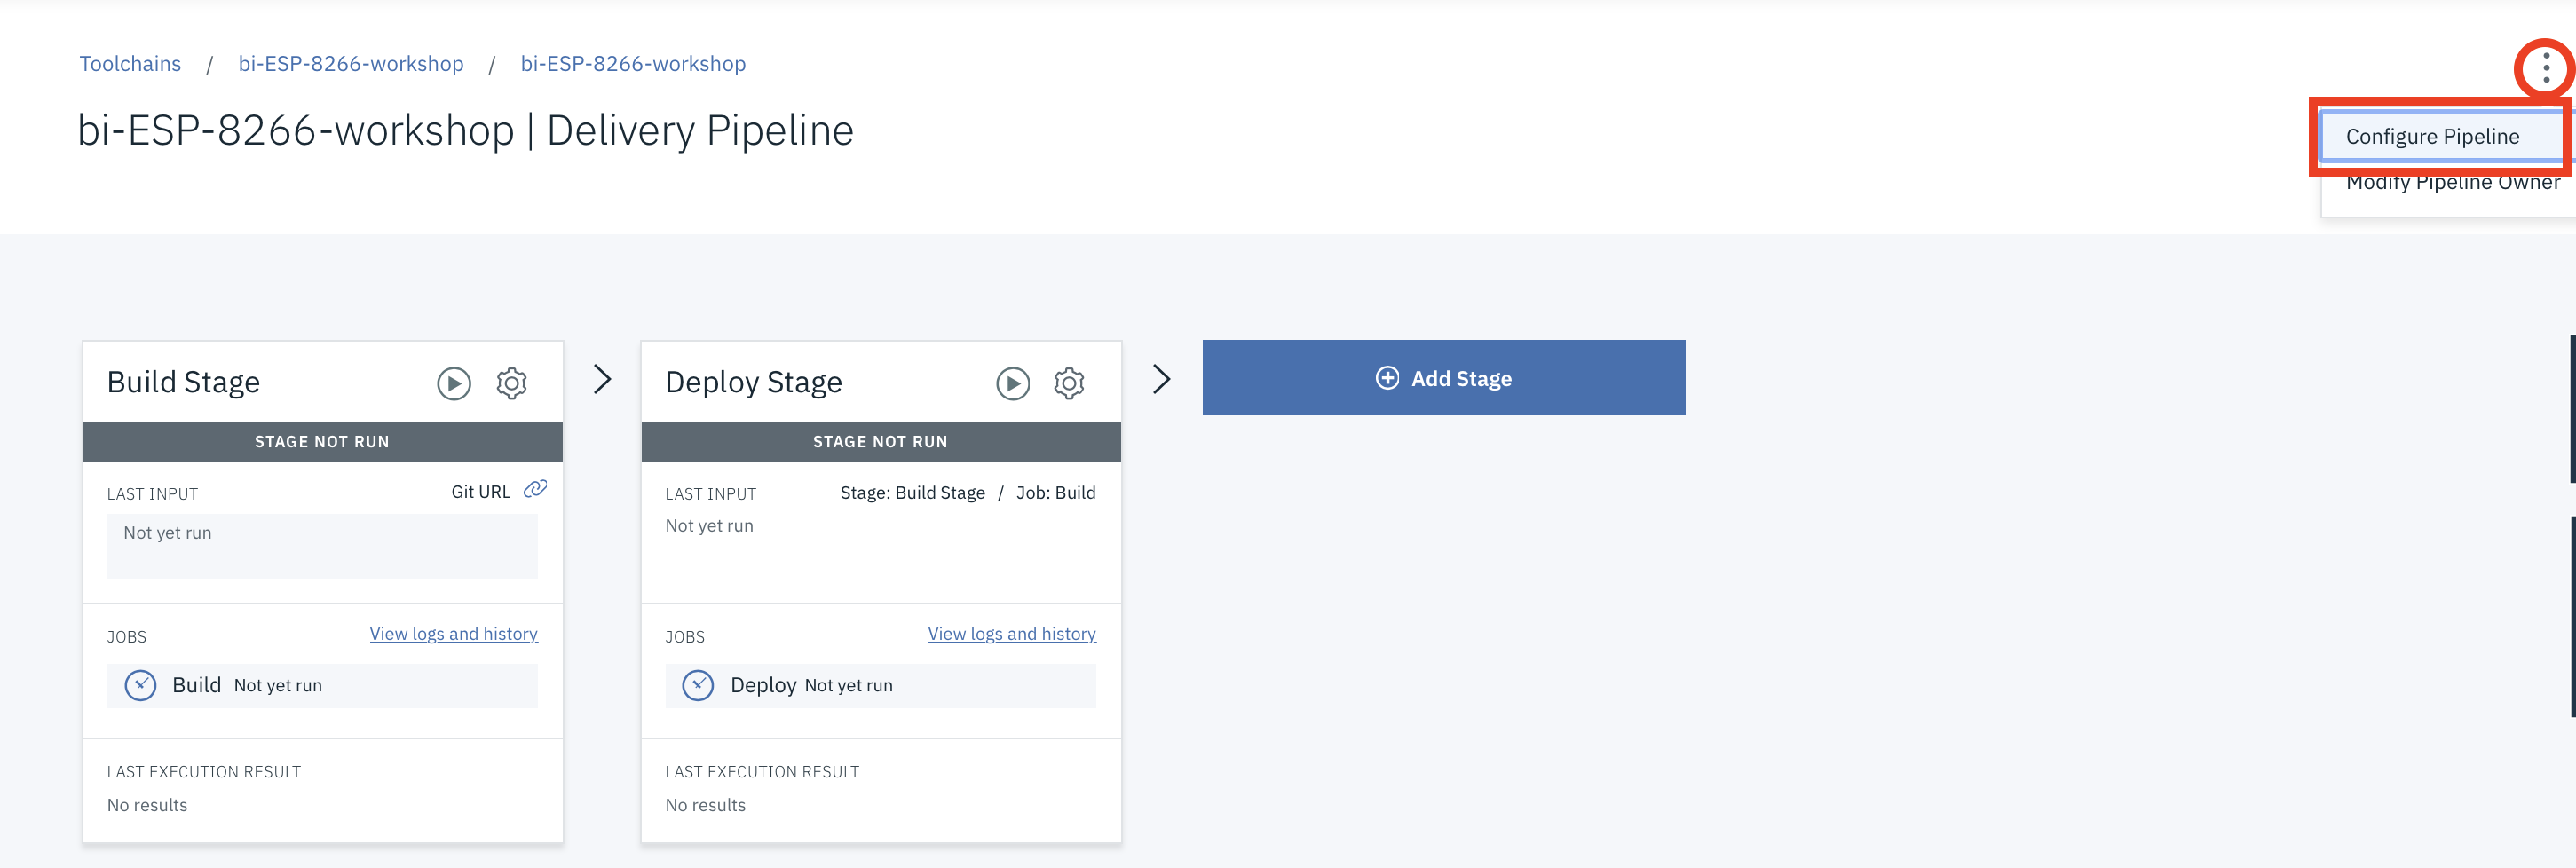 Toolchains / bi-ESP-8266-workshop / bi-ESP-8266-workshop
bi-ESP-8266-workshop | Delivery Pipeline
Configure Pipeline
Modify Pipeline Owner
Build Stage
STAGE NOT RUN
LAST INPUT Git URL
Not yet run
JOBS View logs and history
Build Not yet run
LAST EXECUTION RESULT
No results
Deploy Stage
STAGE NOT RUN
LAST INPUT Stage: Build Stage / Job: Build
Not yet run
JOBS View logs and history
Deploy Not yet run
LAST EXECUTION RESULT
No results
Add Stage